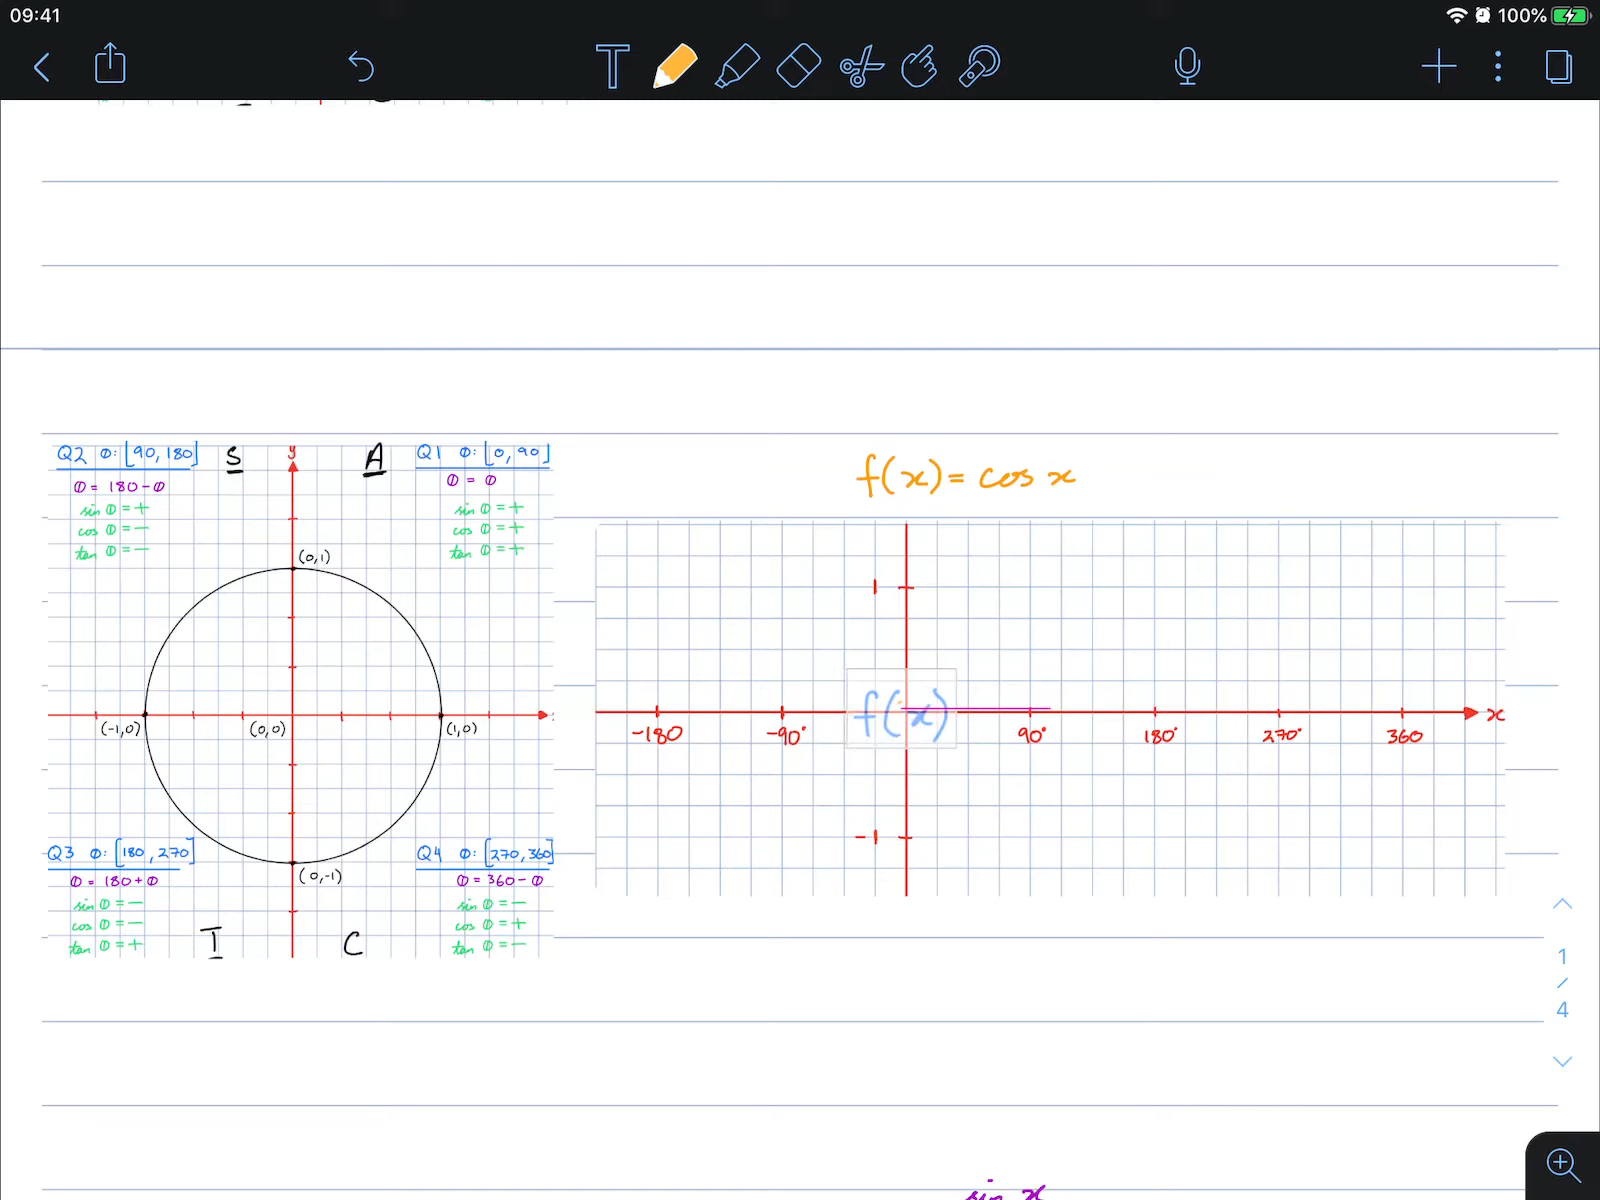 09:41
100%
T
Q2 Θ: [90, 180]
S
y
A
Q1 Θ: [0, 90]
Θ = 180 - Θ
Θ = Θ
sin Θ = +
cos Θ = -
tan Θ = -
sin Θ = +
cos Θ = +
tan Θ = +
(0,1)
(-1,0)
(0,0)
(1,0)
(0,-1)
Q3 Θ: [180, 270]
Q4 Θ: [270, 360]
Θ = 180 + Θ
Θ = 360 - Θ
sin Θ = -
cos Θ = -
tan Θ = +
sin Θ = -
cos Θ = +
tan Θ = -
T
C
f(x) = cos x
1
f(x)
x
-180
-90°
90°
180°
270°
360
-1
1
/
4
sin x